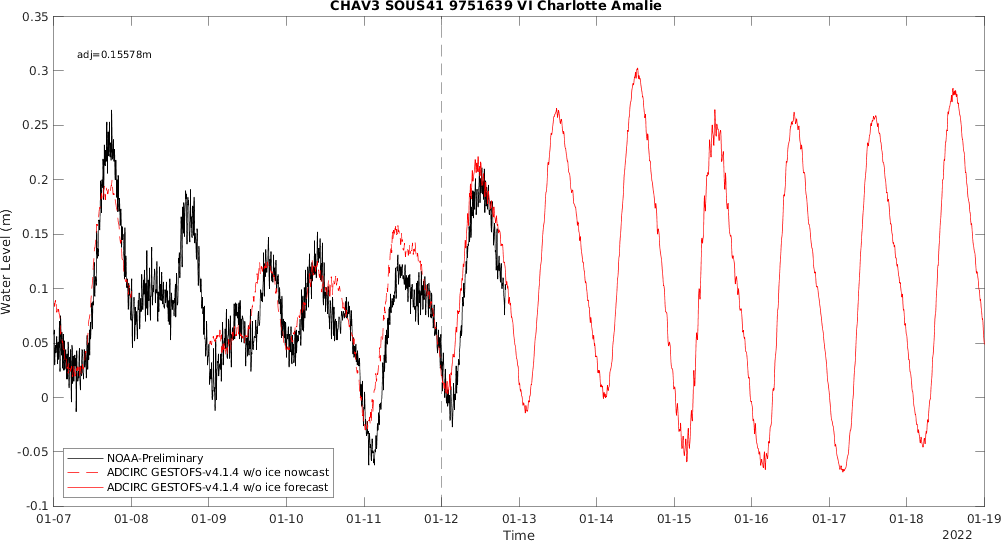 CHAV3 SOUS41 9751639 VI Charlotte Amalie
adj=0.15578m
Water Level (m)
0.35
0.3
0.25
0.2
0.15
0.1
0.05
0
-0.05
-0.1
NOAA-Preliminary
ADCIRC GESTOFS-v4.1.4 w/o ice nowcast
ADCIRC GESTOFS-v4.1.4 w/o ice forecast
01-07 01-08 01-09 01-10 01-11 01-12 01-13 01-14 01-15 01-16 01-17 01-18 01-19
Time
2022